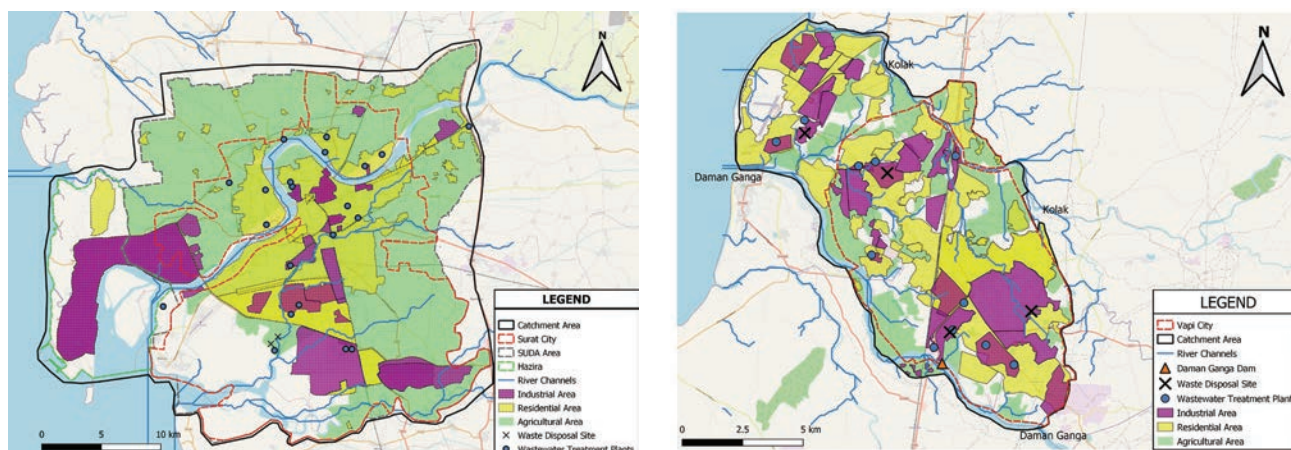 N
LEGEND
Catchment Area
Surat City
SUDA Area
Hazira
River Channels
Industrial Area
Residential Area
Agricultural Area
Waste Disposal Site
Wastewater Treatment Plants
0 5 10 km
N
Kolak
Daman Ganga
Kolak
Daman Ganga
LEGEND
Vapi City
Catchment Area
River Channels
Daman Ganga Dam
Waste Disposal Site
Wastewater Treatment Plant
Industrial Area
Residential Area
Agricultural Area
0 2.5 5 km